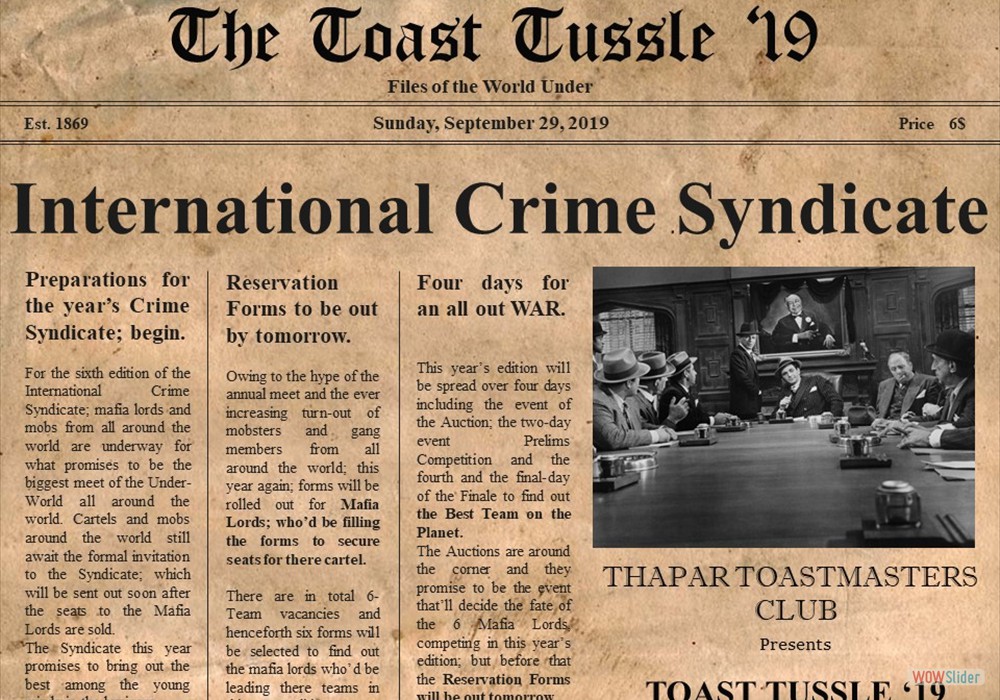 The Toast Tussle ‘19
Files of the World Under
Est. 1869
Sunday, September 29, 2019
Price 6$
International Crime Syndicate
Preparations for
the year’s Crime
Syndicate; begin.
For the sixth edition of the
International Crime
Syndicate; mafia lords and
mobs from all around the
world are underway for
what promises to be the
biggest meet of the Under-
World all around the
world. Cartels and mobs
around the world still
await the formal invitation
to the Syndicate; which
will be sent out soon after
the seats to the Mafia
Lords are sold.
The Syndicate this year
promises to bring out the
best among the young
Reservation
Forms to be out
by tomorrow.
Owing to the hype of the
annual meet and the ever
increasing turn-out of
mobsters and gang
members from all
around the world; this
year again; forms will be
rolled out for Mafia
Lords; who’d be filling
the forms to secure
seats for there cartel.
There are in total 6-
Team vacancies and
henceforth six forms will
be selected to find out
the mafia lords who’d be
leading there teams in
Four days for
an all out WAR.
This year’s edition will
be spread over four days
including the event of
the Auction; the two-day
event Prelims
Competition and the
fourth and the final-day
of the Finale to find out
the Best Team on the
Planet.
The Auctions are around
the corner and they
promise to be the event
that’ll decide the fate of
the 6 Mafia Lords,
competing in this year’s
edition; but before that
the Reservation Forms
will be out tomorrow
THAPAR TOASTMASTERS
CLUB
Presents
TOAST TUSSLE ‘
WOWSlider